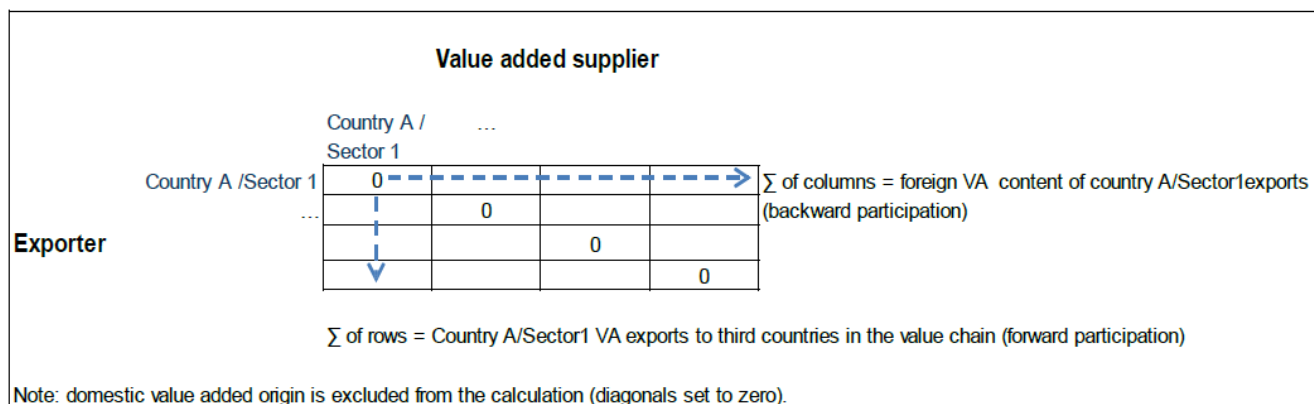 Value added supplier
Country A / ...
Sector 1
Country A /Sector 1 0 ∑ of columns = foreign VA content of country A/Sector1exports
... 0 (backward participation)
Exporter 0
0
∑ of rows = Country A/Sector1 VA exports to third countries in the value chain (forward participation)
Note: domestic value added origin is excluded from the calculation (diagonals set to zero).